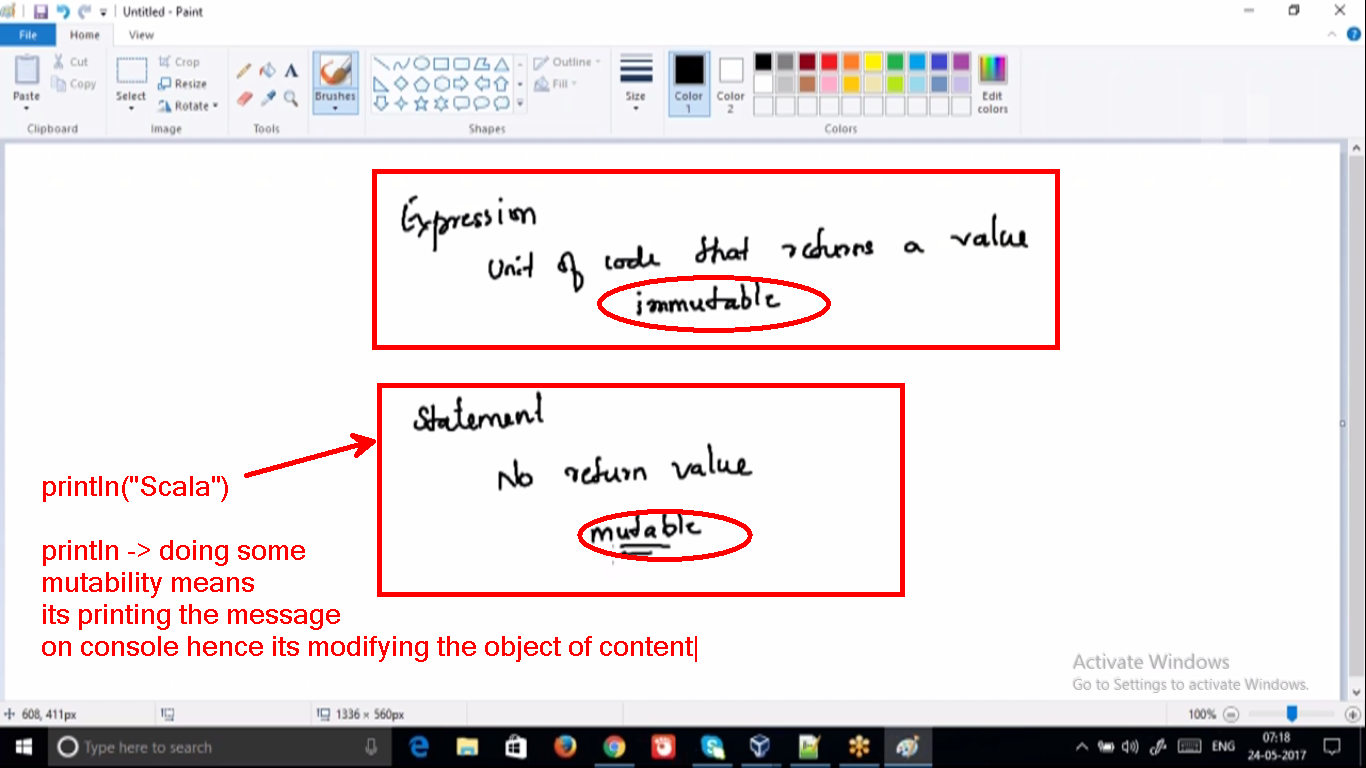 Untitled - Paint
File Home View
Paste
Cut
Copy
Clipboard
Select
Crop
Resize
Rotate
Image
Tools
Brushes
Shapes
Outline
Fill
Size
Color 1
Color 2
Colors
Edit colors
Expression
Unit of code that returns a value
immutable
Statement
No return value
mutable
println("Scala")
println -> doing some
mutability means
its printing the message
on console hence its modifying the object of content
Activate Windows
Go to Settings to activate Windows.
608, 411px
1336 × 560px
100%
Type here to search
ENG
07:18
24-05-2017